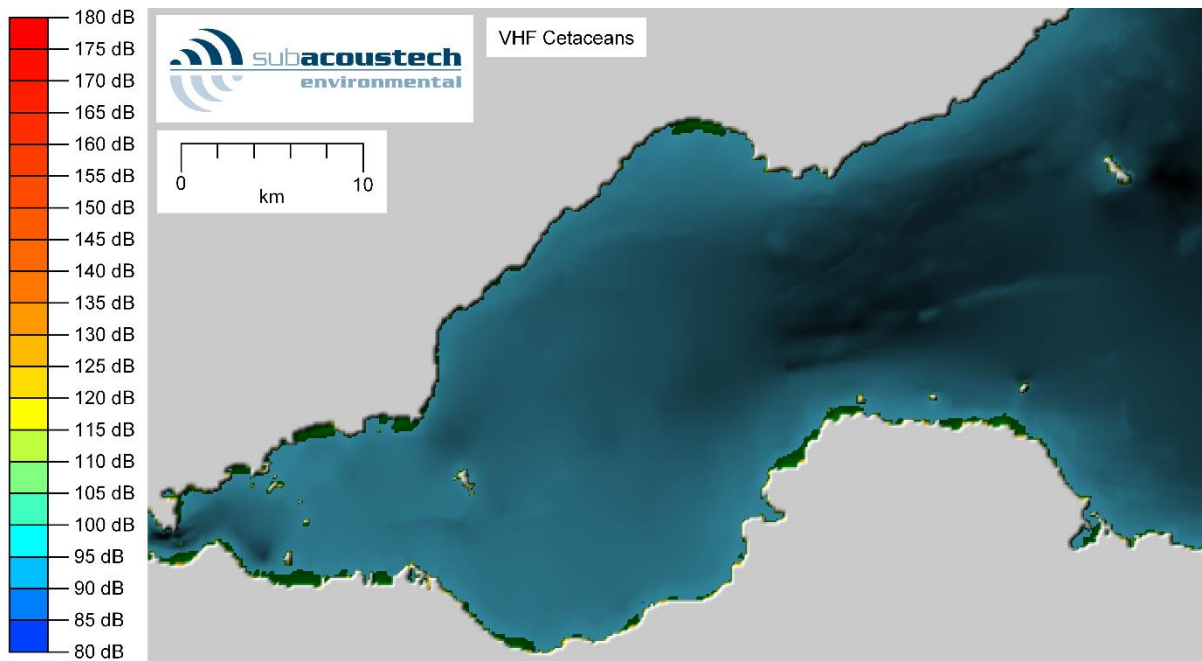 180 dB
175 dB
170 dB
165 dB
160 dB
155 dB
150 dB
145 dB
140 dB
135 dB
130 dB
125 dB
120 dB
115 dB
110 dB
105 dB
100 dB
95 dB
90 dB
85 dB
80 dB
subacoustech
environmental
VHF Cetaceans
0 10
km